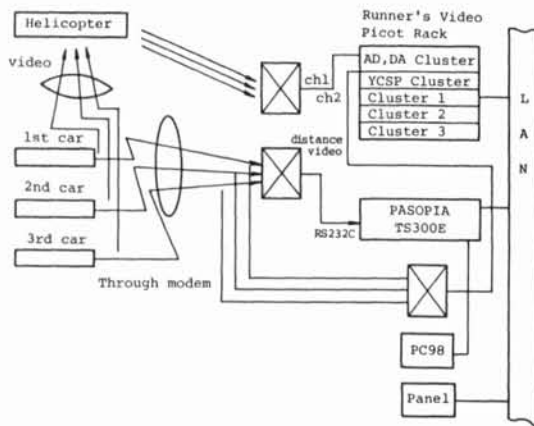 Helicopter
video
1st car
2nd car
3rd car
Through modem
ch1
ch2
distance
video
RS232C
Runner's Video
Picot Rack
AD,DA Cluster
YCSP Cluster
Cluster 1
Cluster 2
Cluster 3
PASOPIA
TS300E
PC98
Panel
L
A
N